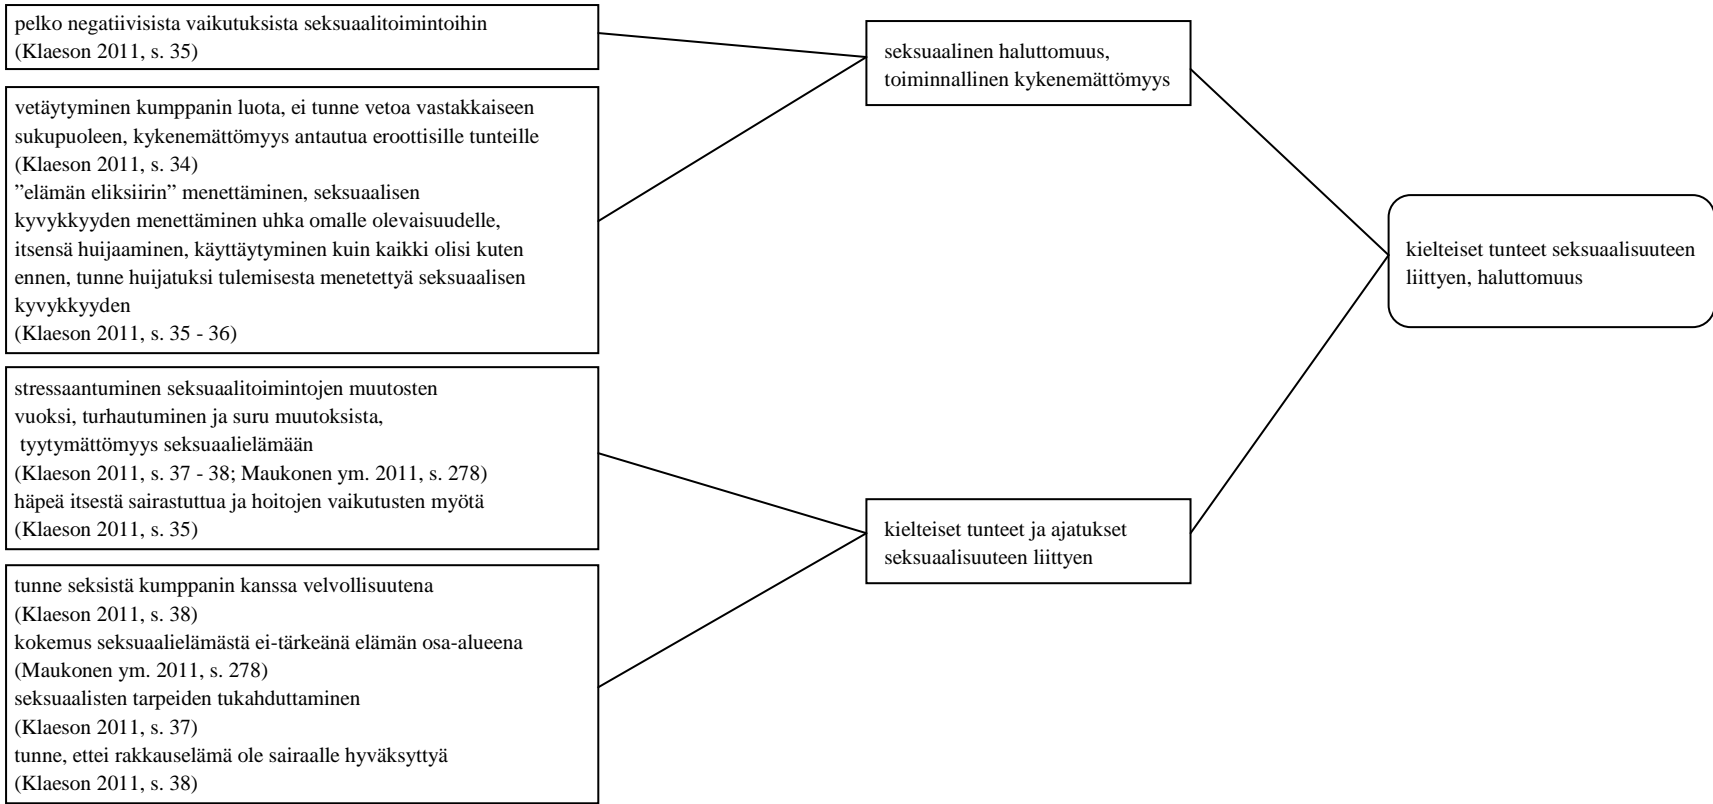 pelko negatiivisista vaikutuksista seksuaalitoimintoihin
(Klaeson 2011, s. 35)
vetäytyminen kumppanin luota, ei tunne vetoa vastakkaiseen
sukupuoleen, kykenemättömyys antautua eroottisille tunteille
(Klaeson 2011, s. 34)
”elämän eliksiirin” menettäminen, seksuaalisen
kyvykkyyden menettäminen uhka omalle olevaisuudelle,
itsensä huijaaminen, käyttäytyminen kuin kaikki olisi kuten
ennen, tunne huijatuksi tulemisesta menetettyä seksuaalisen
kyvykkyyden
(Klaeson 2011, s. 35 - 36)
stressaantuminen seksuaalitoimintojen muutosten
vuoksi, turhautuminen ja suru muutoksista,
tyytymättömyys seksuaalielämään
(Klaeson 2011, s. 37 - 38; Maukonen ym. 2011, s. 278)
häpeä itsestä sairastuttua ja hoitojen vaikutusten myötä
(Klaeson 2011, s. 35)
tunne seksistä kumppanin kanssa velvollisuutena
(Klaeson 2011, s. 38)
kokemus seksuaalielämästä ei-tärkeänä elämän osa-alueena
(Maukonen ym. 2011, s. 278)
seksuaalisten tarpeiden tukahduttaminen
(Klaeson 2011, s. 37)
tunne, ettei rakkauselämä ole sairaalle hyväksyttyä
(Klaeson 2011, s. 38)
seksuaalinen haluttomuus,
toiminnallinen kykenemättömyys
kielteiset tunteet ja ajatukset
seksuaalisuuteen liittyen
kielteiset tunteet seksuaalisuuteen
liittyen, haluttomuus